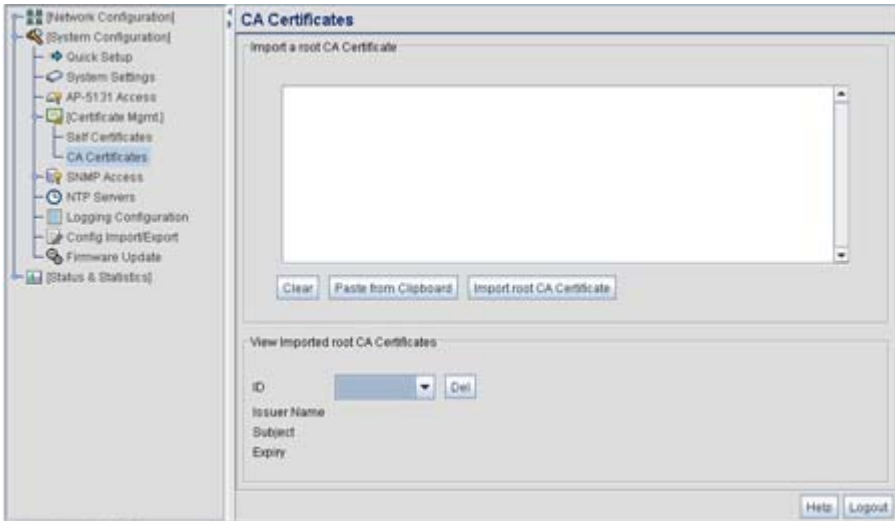 [Network Configuration]
[System Configuration]
Quick Setup
System Settings
AP-5131 Access
[Certificate Mgmt.]
Self Certificates
CA Certificates
SNMP Access
NTP Servers
Logging Configuration
Config Import/Export
Firmware Update
[Status & Statistics]
CA Certificates
Import a root CA Certificate
Clear
Paste from Clipboard
Import root CA Certificate
View Imported root CA Certificates
ID
Del
Issuer Name
Subject
Expiry
Help
Logout